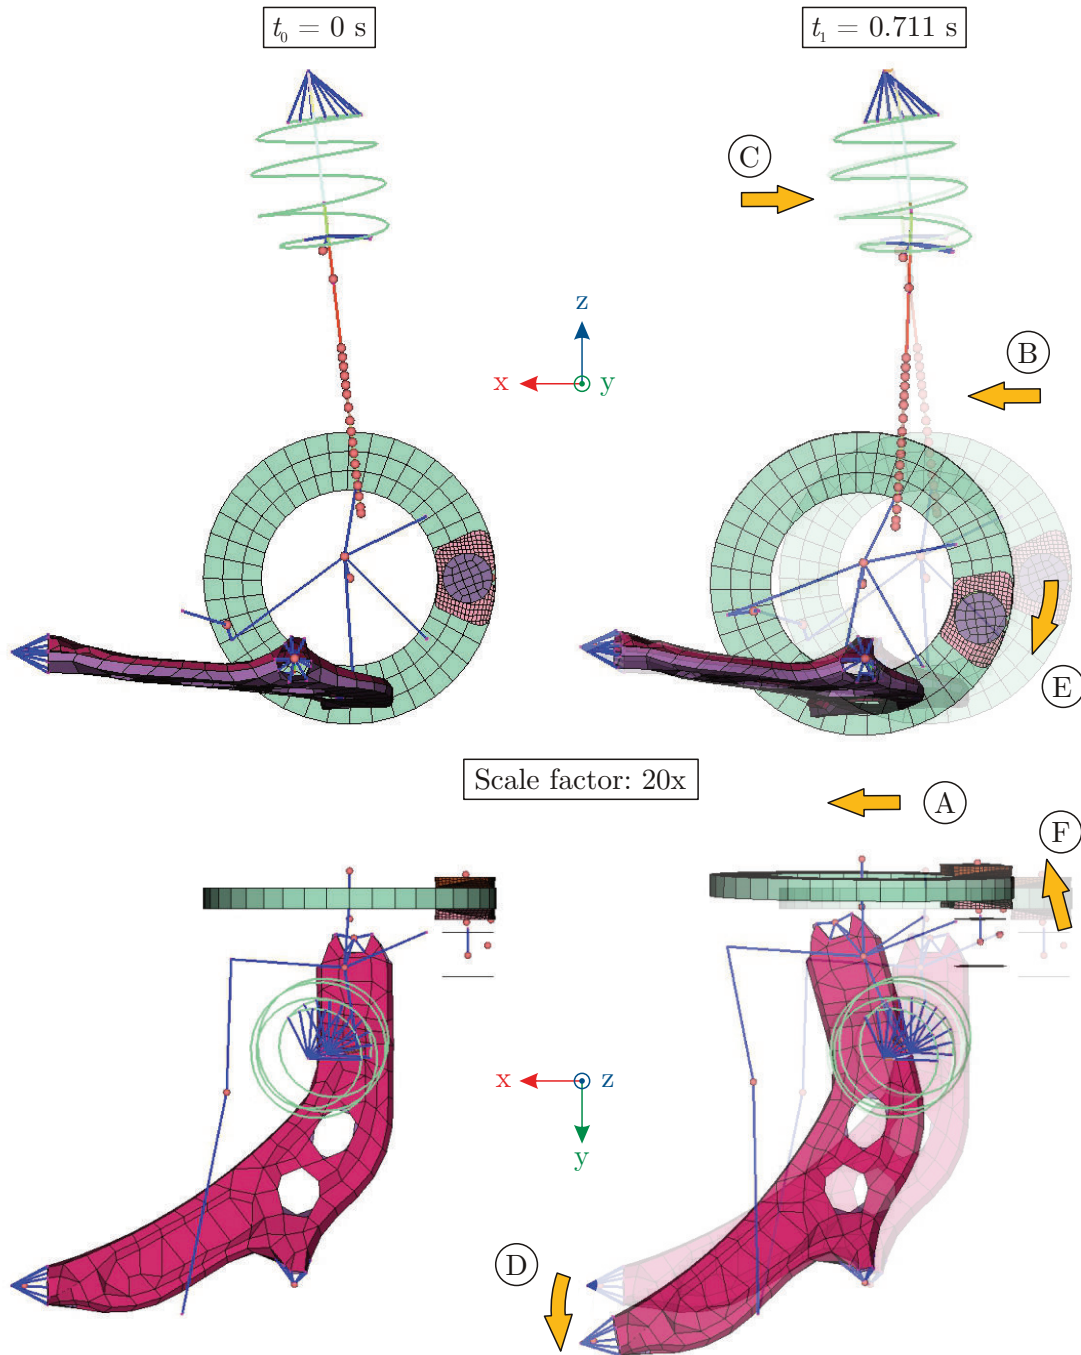 t₀ = 0 s
t₁ = 0.711 s
C
z
B
x
y
E
Scale factor: 20x
A
F
x
z
y
D